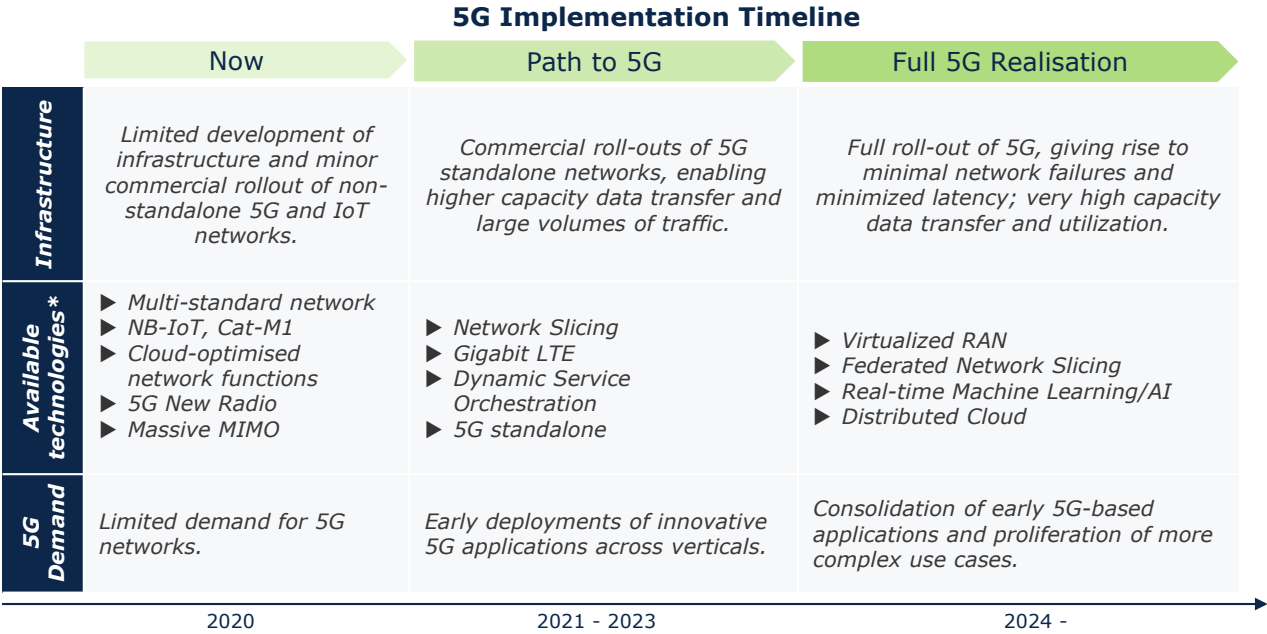 5G Implementation Timeline
Now
Path to 5G
Full 5G Realisation
Infrastructure
Limited development of
infrastructure and minor
commercial rollout of non-
standalone 5G and IoT
networks.
Commercial roll-outs of 5G
standalone networks, enabling
higher capacity data transfer and
large volumes of traffic.
Full roll-out of 5G, giving rise to
minimal network failures and
minimized latency; very high capacity
data transfer and utilization.
Available
technologies*
▶ Multi-standard network
▶ NB-IoT, Cat-M1
▶ Cloud-optimised
network functions
▶ 5G New Radio
▶ Massive MIMO
▶ Network Slicing
▶ Gigabit LTE
▶ Dynamic Service
Orchestration
▶ 5G standalone
▶ Virtualized RAN
▶ Federated Network Slicing
▶ Real-time Machine Learning/AI
▶ Distributed Cloud
5G
Demand
Limited demand for 5G
networks.
Early deployments of innovative
5G applications across verticals.
Consolidation of early 5G-based
applications and proliferation of more
complex use cases.
2020
2021 - 2023
2024 -